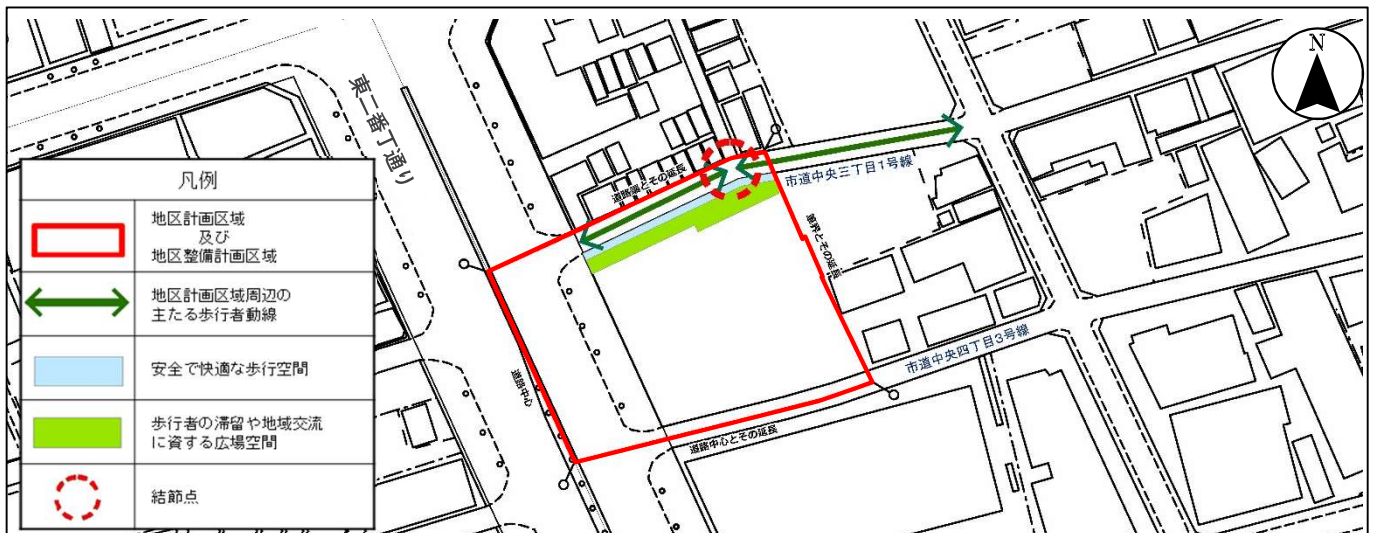 N
東二番丁通り
凡例
地区計画区域
及び
地区整備計画区域
地区計画区域周辺の
主たる歩行者動線
安全で快適な歩行空間
歩行者の滞留や地域交流
に資する広場空間
結節点
道路端とその延長
市道中央三丁目1号線
筆界とその延長
市道中央四丁目3号線
道路中心
道路中心とその延長